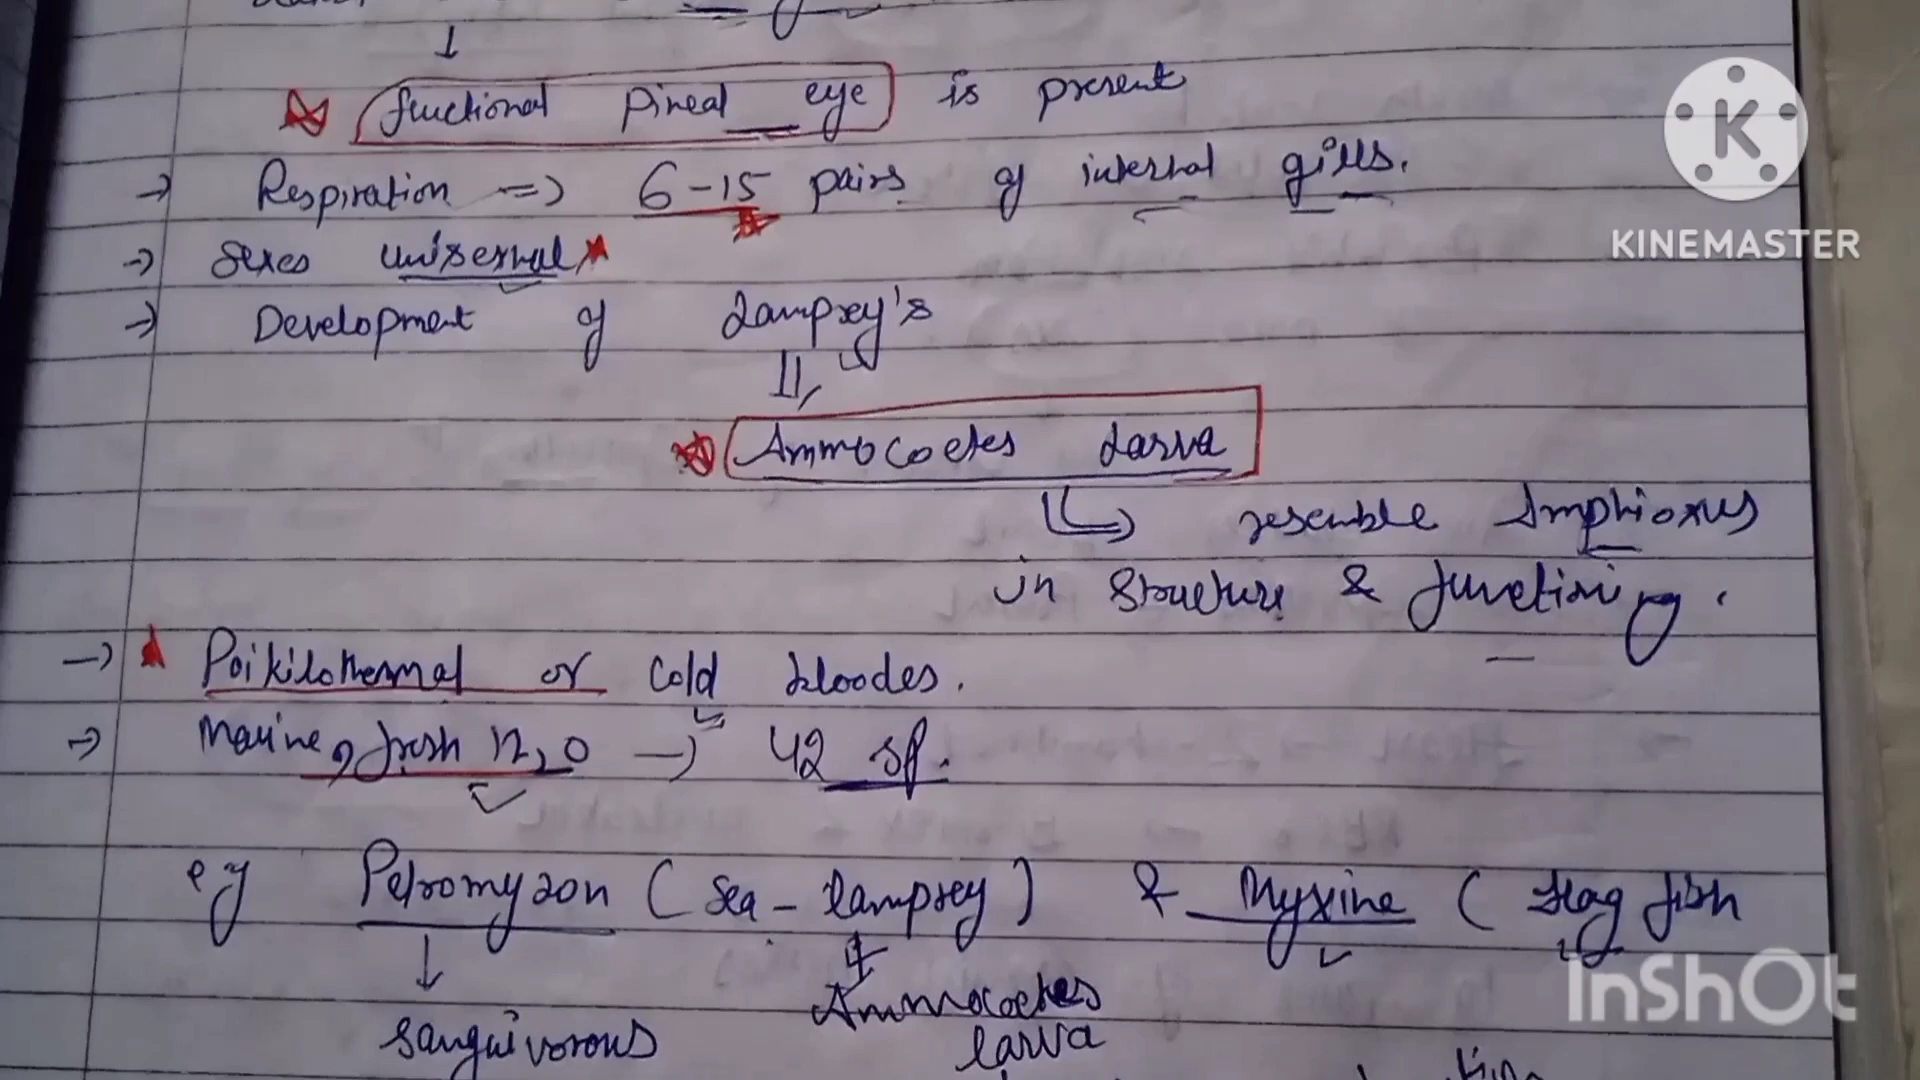 functional Pineal eye is present
→ Respiration => 6-15 pairs of internal gills.
→ Sexes unisexual
→ Development of Lamprey's
Ammocoetes Larva
resemble Amphioxus
in structure & functioning.
→ Poikilothermal or cold bloodes.
→ Marine, fresh H2O → 42 sp.
eg Petromyzon (Sea-Lamprey) & Myxine (Hag fish
Sanguivorous
Ammocoetes
larva
K
KINEMASTER
InShOt